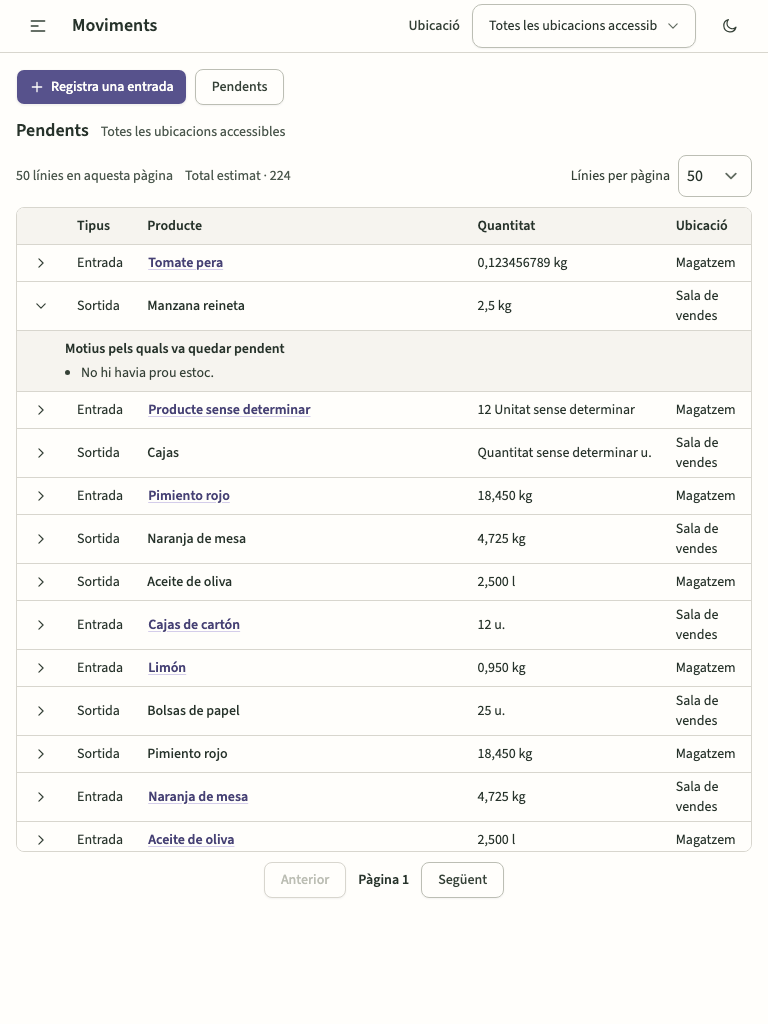 Moviments
Ubicació
Totes les ubicacions accessib
Registra una entrada
Pendents
Pendents Totes les ubicacions accessibles
50 línies en aquesta pàgina Total estimat · 224
Línies per pàgina 50
Tipus Producte Quantitat Ubicació
Entrada Tomate pera 0,123456789 kg Magatzem
Sortida Manzana reineta 2,5 kg Sala de vendes
Motius pels quals va quedar pendent
• No hi havia prou estoc.
Entrada Producte sense determinar 12 Unitat sense determinar Magatzem
Sortida Cajas Quantitat sense determinar u. Sala de vendes
Entrada Pimiento rojo 18,450 kg Magatzem
Sortida Naranja de mesa 4,725 kg Sala de vendes
Sortida Aceite de oliva 2,500 l Magatzem
Entrada Cajas de cartón 12 u. Sala de vendes
Entrada Limón 0,950 kg Magatzem
Sortida Bolsas de papel 25 u. Sala de vendes
Sortida Pimiento rojo 18,450 kg Magatzem
Entrada Naranja de mesa 4,725 kg Sala de vendes
Entrada Aceite de oliva 2,500 l Magatzem
Anterior Pàgina 1 Següent